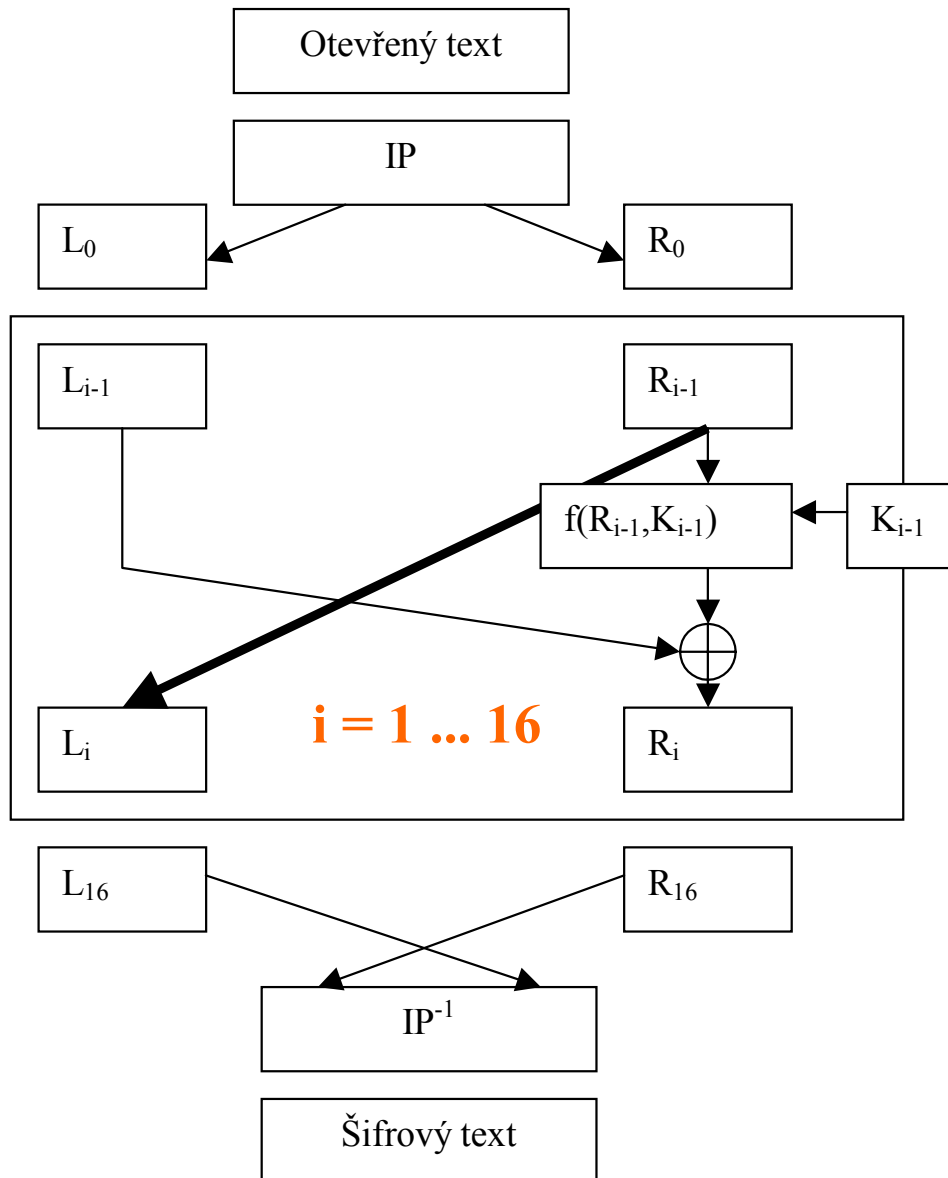 Otevřený text
IP
L₀
R₀
Lᵢ₋₁
Rᵢ₋₁
f(Rᵢ₋₁,Kᵢ₋₁)
Kᵢ₋₁
i = 1 ... 16
Lᵢ
Rᵢ
L₁₆
R₁₆
IP⁻¹
Šifrový text